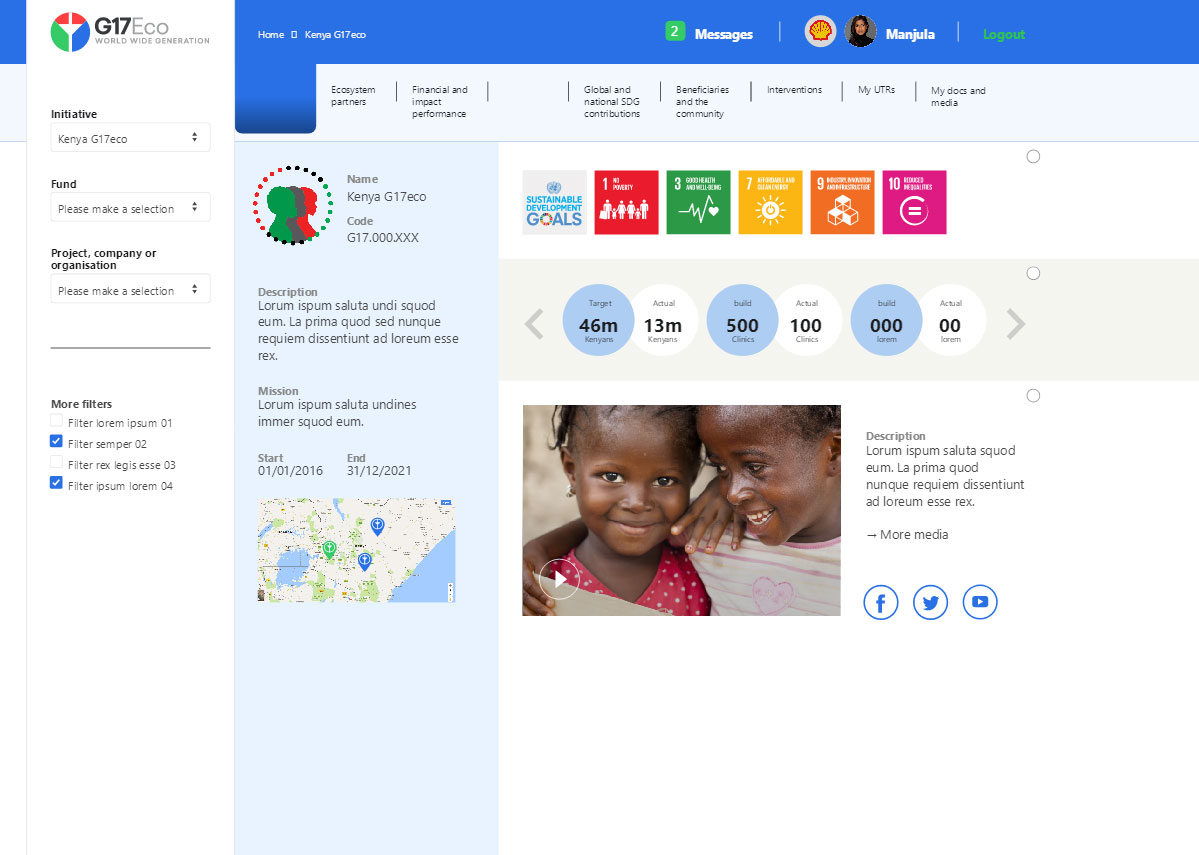 G17Eco
WORLD WIDE GENERATION
Home
Kenya G17eco
2
Messages
Manjula
Logout
Ecosystem
partners
Financial and
impact
performance
Global and
national SDG
contributions
Beneficiaries
and the
community
Interventions
My UTRs
My docs and
media
Initiative
Kenya G17eco
Fund
Please make a selection
Project, company or
organisation
Please make a selection
More filters
Filter lorem ipsum 01
Filter semper 02
Filter rex legis esse 03
Filter ipsum lorem 04
Name
Kenya G17eco
Code
G17.000.XXX
Description
Lorum ispum saluta undi squod
eum. La prima quod sed nunque
requiem dissentiunt ad loreum esse
rex.
Mission
Lorum ispum saluta undines
immer squod eum.
Start
01/01/2016
End
31/12/2021
SUSTAINABLE
DEVELOPMENT
GOALS
1 NO
POVERTY
3 GOOD HEALTH
AND WELL-BEING
7 AFFORDABLE AND
CLEAN ENERGY
9 INDUSTRY, INNOVATION
AND INFRASTRUCTURE
10 REDUCED
INEQUALITIES
Target
46m
Kenyans
Actual
13m
Kenyans
build
500
Clinics
Actual
100
Clinics
build
000
lorem
Actual
00
lorem
Description
Lorum ispum saluta squod
eum. La prima quod
nunque requiem dissentiunt
ad loreum esse rex.
→ More media